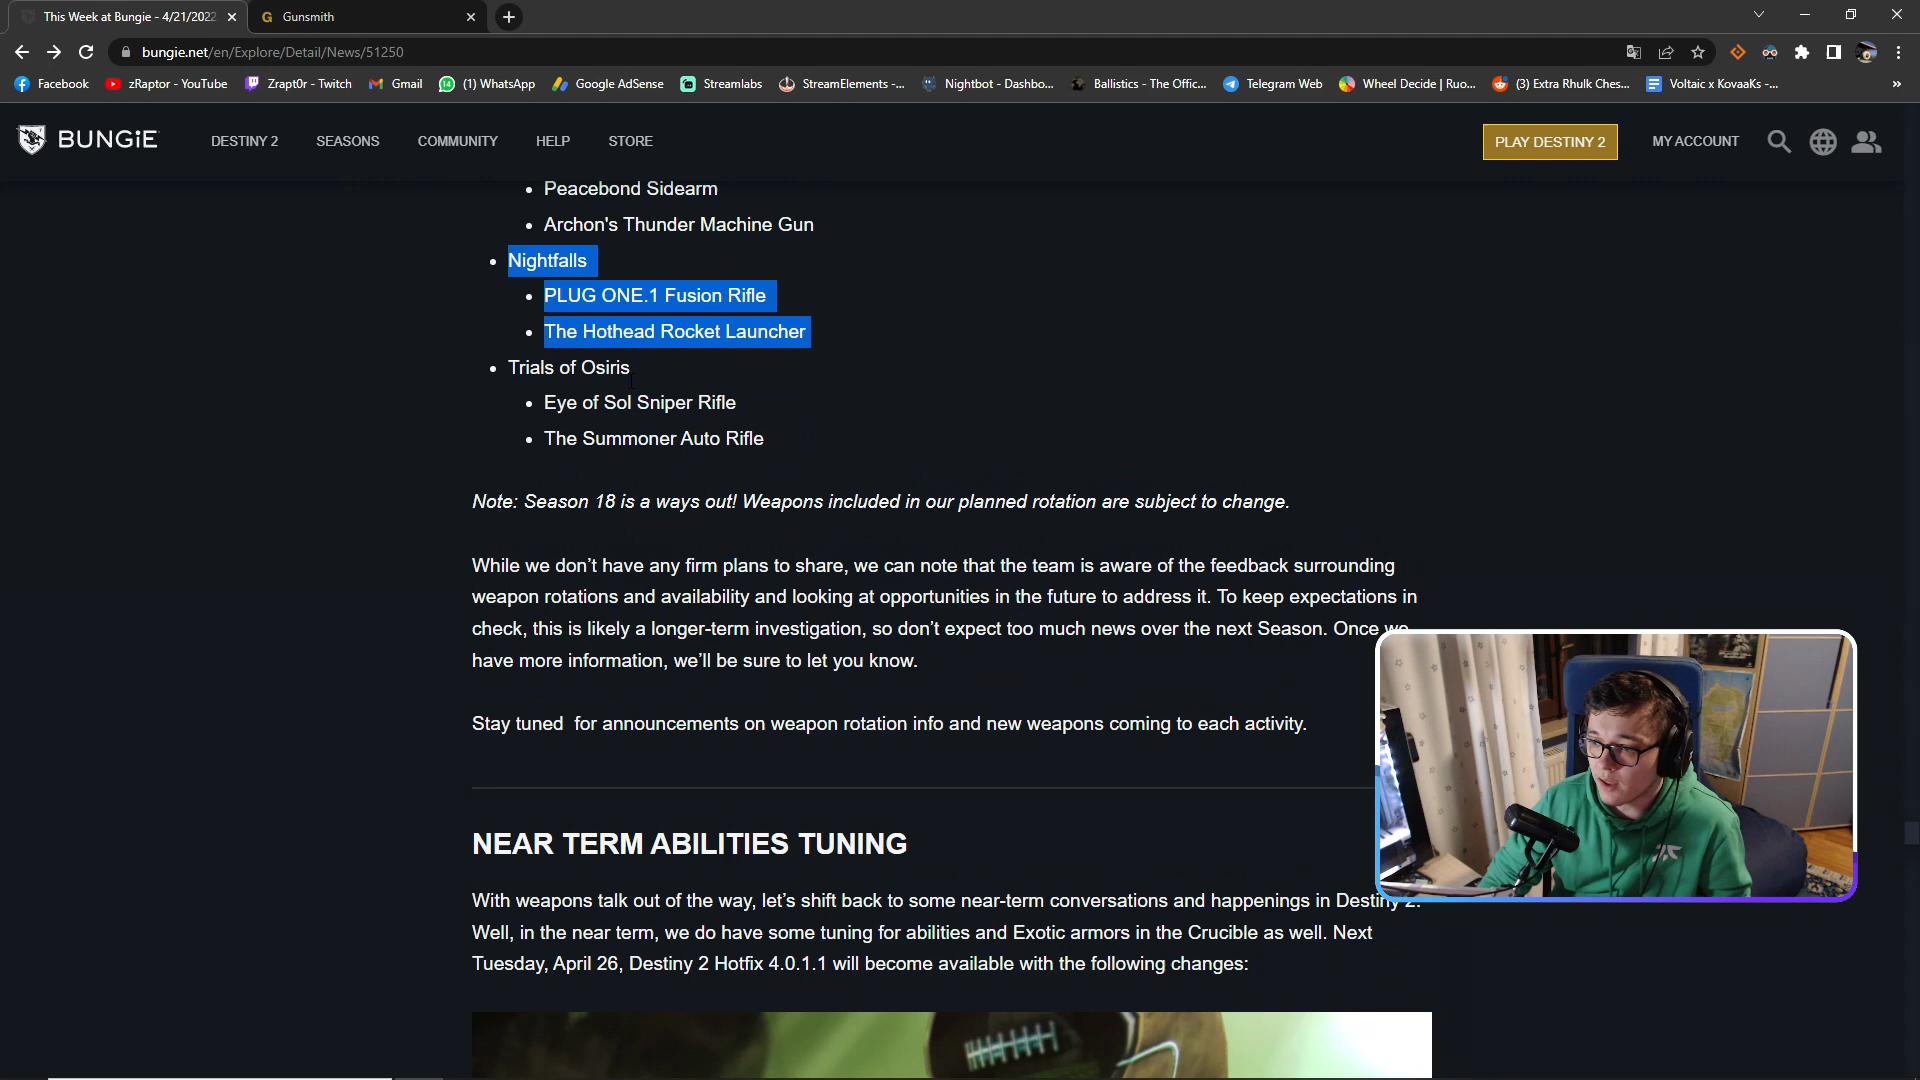 This Week at Bungie - 4/21/2022
Gunsmith
bungie.net/en/Explore/Detail/News/51250
Facebook
zRaptor - YouTube
Zrapt0r - Twitch
Gmail
(1) WhatsApp
Google AdSense
Streamlabs
StreamElements -...
Nightbot - Dashbo...
Ballistics - The Offic...
Telegram Web
Wheel Decide | Ruo...
(3) Extra Rhulk Ches...
Voltaic x KovaaKs -...
BUNGiE
DESTINY 2
SEASONS
COMMUNITY
HELP
STORE
PLAY DESTINY 2
MY ACCOUNT
• Peacebond Sidearm
• Archon's Thunder Machine Gun
• Nightfalls
• PLUG ONE.1 Fusion Rifle
• The Hothead Rocket Launcher
• Trials of Osiris
• Eye of Sol Sniper Rifle
• The Summoner Auto Rifle
Note: Season 18 is a ways out! Weapons included in our planned rotation are subject to change.
While we don’t have any firm plans to share, we can note that the team is aware of the feedback surrounding
weapon rotations and availability and looking at opportunities in the future to address it. To keep expectations in
check, this is likely a longer-term investigation, so don’t expect too much news over the next Season. Once we
have more information, we’ll be sure to let you know.
Stay tuned for announcements on weapon rotation info and new weapons coming to each activity.
NEAR TERM ABILITIES TUNING
With weapons talk out of the way, let’s shift back to some near-term conversations and happenings in Destiny 2.
Well, in the near term, we do have some tuning for abilities and Exotic armors in the Crucible as well. Next
Tuesday, April 26, Destiny 2 Hotfix 4.0.1.1 will become available with the following changes: